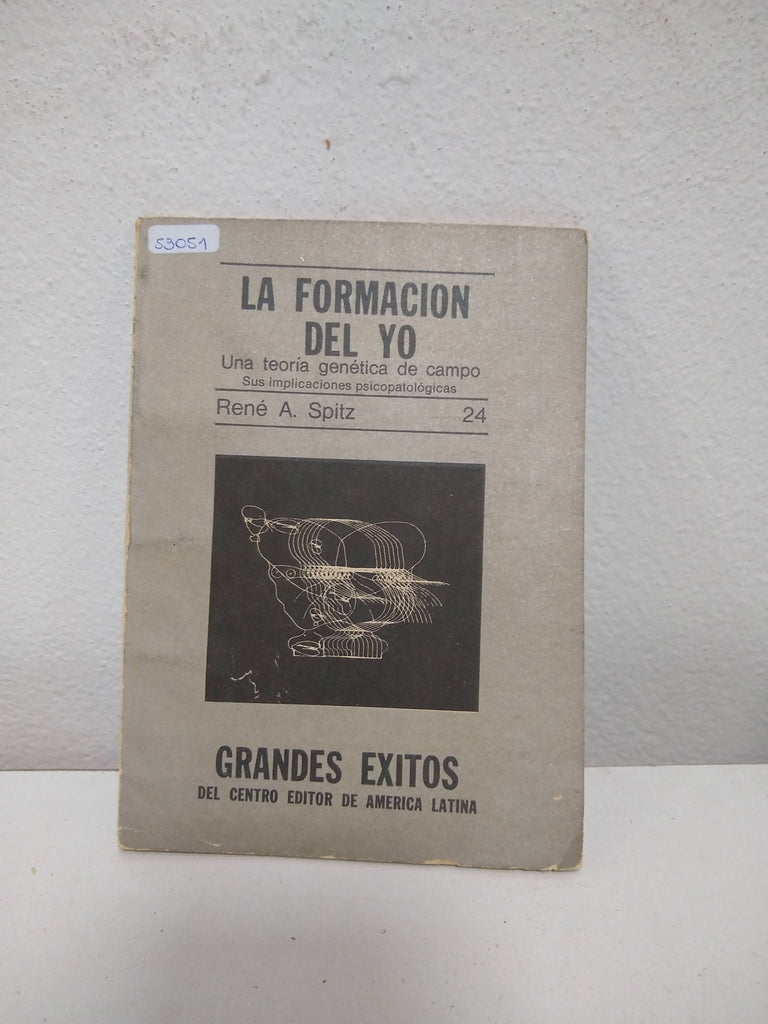 53051
LA FORMACION
DEL YO
Una teoría genética de campo
Sus implicaciones psicopatológicas
René A. Spitz 24
GRANDES EXITOS
DEL CENTRO EDITOR DE AMERICA LATINA